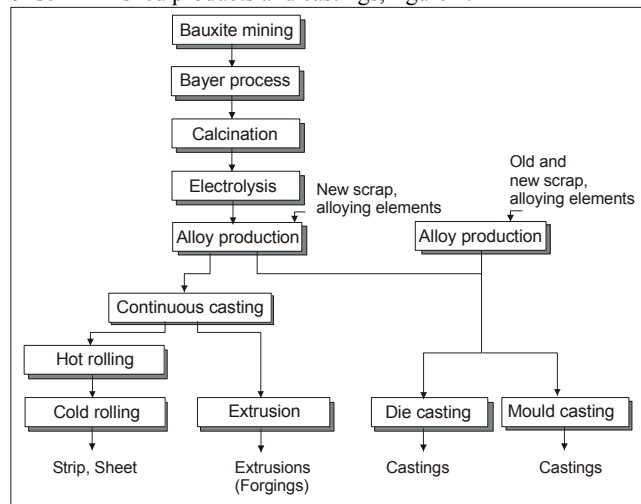 Bauxite mining
Bayer process
Calcination
Electrolysis
New scrap,
alloying elements
Old and
new scrap,
alloying elements
Alloy production
Alloy production
Continuous casting
Hot rolling
Cold rolling
Extrusion
Die casting
Mould casting
Strip, Sheet
Extrusions
(Forgings)
Castings
Castings